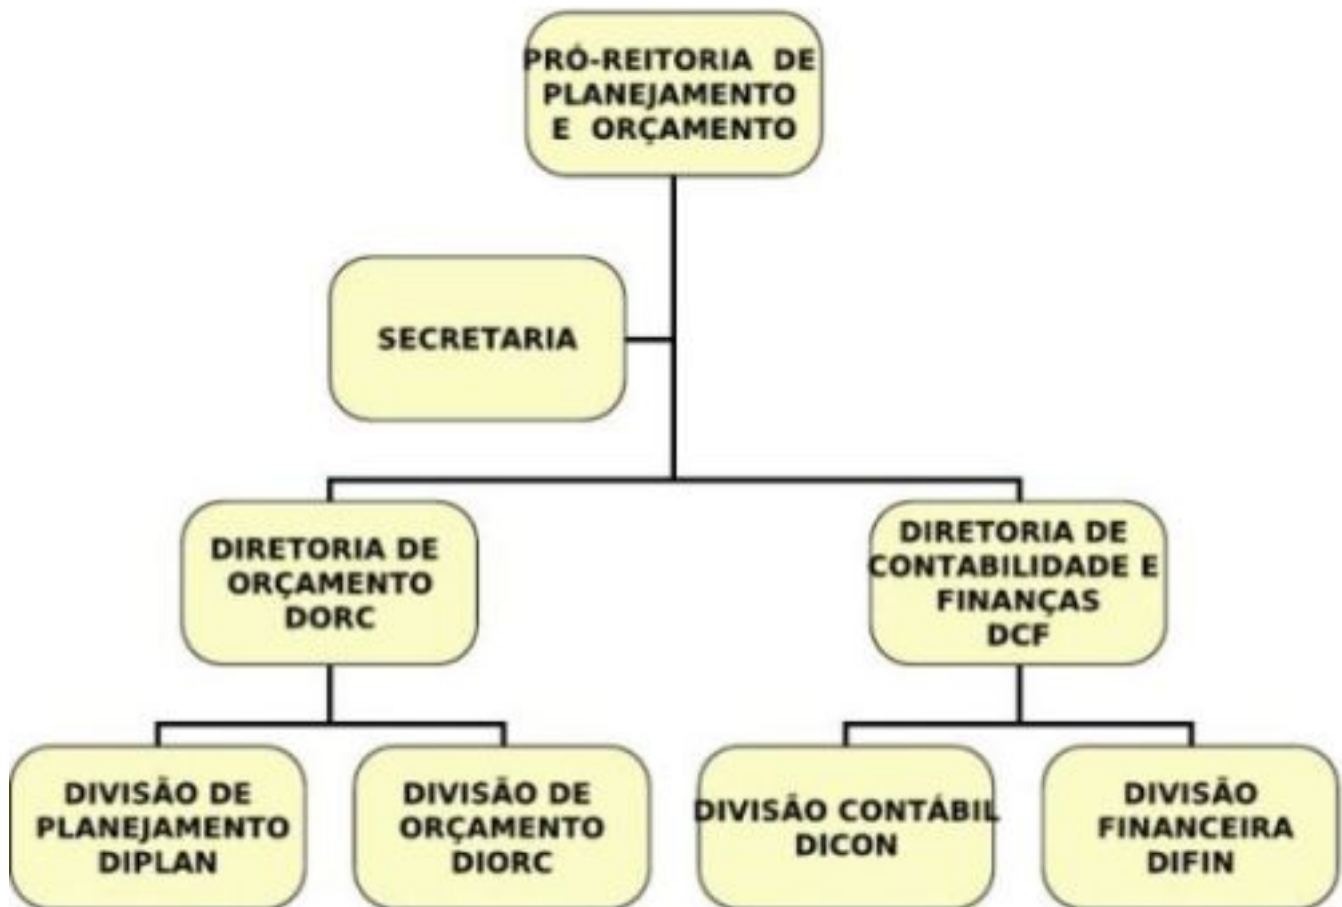 PRÓ-REITORIA DE
PLANEJAMENTO
E ORÇAMENTO
SECRETARIA
DIRETORIA DE
ORÇAMENTO
DORC
DIRETORIA DE
CONTABILIDADE E
FINANÇAS
DCF
DIVISÃO DE
PLANEJAMENTO
DIPLAN
DIVISÃO DE
ORÇAMENTO
DIORC
DIVISÃO CONTÁBIL
DICON
DIVISÃO
FINANCEIRA
DIFIN